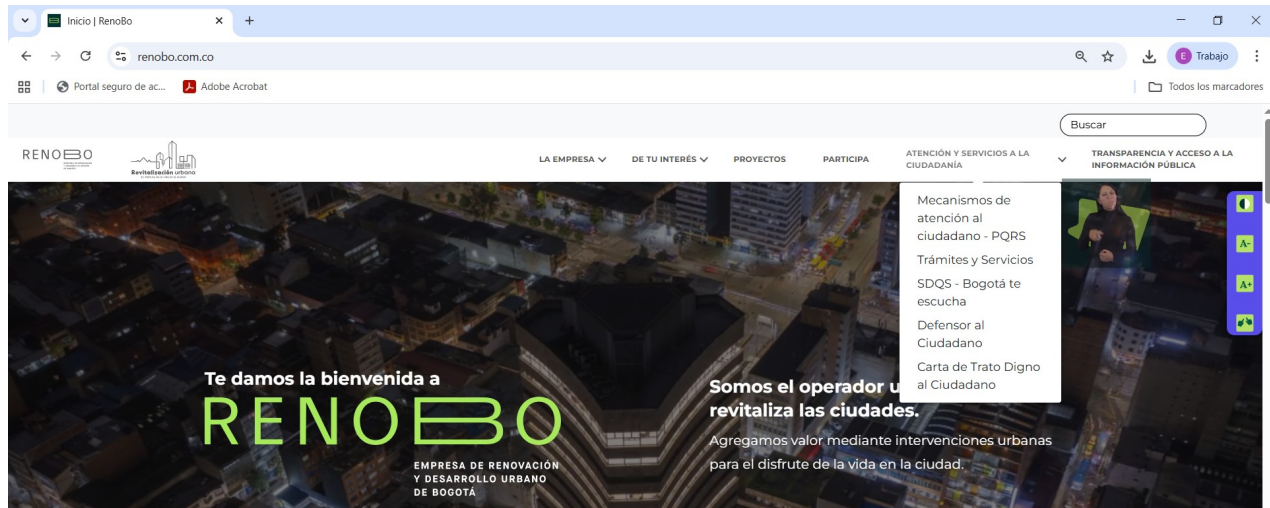 Inicio | RenoBo
renobo.com.co
Trabajo
Portal seguro de ac...
Adobe Acrobat
Todos los marcadores
Buscar
RENOBO
Revitalización urbana
LA EMPRESA
DE TU INTERÉS
PROYECTOS
PARTICIPA
ATENCIÓN Y SERVICIOS A LA
CIUDADANÍA
TRANSPARENCIA Y ACCESO A LA
INFORMACIÓN PÚBLICA
Mecanismos de
atención al
ciudadano - PQRS
Trámites y Servicios
SDQS - Bogotá te
escucha
Defensor al
Ciudadano
Carta de Trato Digno
al Ciudadano
A-
A+
Te damos la bienvenida a
RENOBO
EMPRESA DE RENOVACIÓN
Y DESARROLLO URBANO
DE BOGOTÁ
Somos el operador u
revitaliza las ciudades.
Agregamos valor mediante intervenciones urbanas
para el disfrute de la vida en la ciudad.